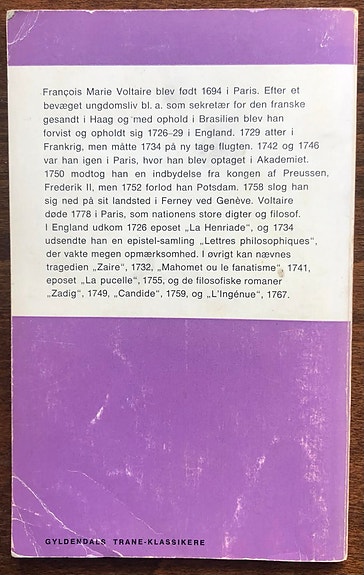 François Marie Voltaire blev født 1694 i Paris. Efter et
bevæget ungdomsliv bl. a. som sekretær for den franske
gesandt i Haag og med ophold i Brasilien blev han
forvist og opholdt sig 1726-29 i England. 1729 atter i
Frankrig, men måtte 1734 på ny tage flugten. 1742 og 1746
var han igen i Paris, hvor han blev optaget i Akademiet.
1750 modtog han en indbydelse fra kongen af Preussen,
Frederik II, men 1752 forlod han Potsdam. 1758 slog han
sig ned på sit landsted i Ferney ved Genève. Voltaire
døde 1778 i Paris, som nationens store digter og filosof.
I England udkom 1726 eposet „La Henriade“, og 1734
udsendte han en epistel-samling „Lettres philosophiques“,
der vakte megen opmærksomhed. I øvrigt kan nævnes
tragedien „Zaire“, 1732, „Mahomet ou le fanatisme“, 1741,
eposet „La pucelle“, 1755, og de filosofiske romaner
„Zadig“, 1749, „Candide“, 1759, og „L'Ingénue“, 1767.
GYLDENDALS TRANE-KLASSIKERE